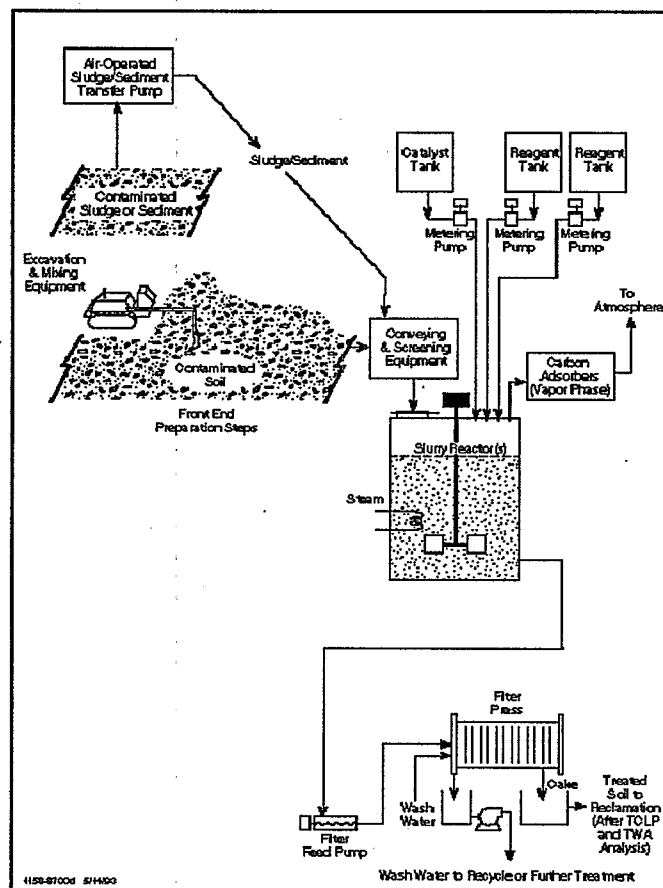 Air-Operated
Sludge/Sediment
Transfer Pump
Sludge/Sediment
Catalyst
Tank
Reagent
Tank
Reagent
Tank
Metering
Pump
Metering
Pump
Metering
Pump
Contaminated
Sludge or Sediment
Excavation
& Mixing
Equipment
Contaminated
Soil
Front End
Preparation Steps
Conveying
& Screening
Equipment
To
Atmosphere
Carbon
Adsorbers
(Vapor Phase)
Slurry Reactor(s)
Steam
Filter
Press
Cake
Wash
Water
Filter
Feed Pump
Treated
Soil to
Reclamation
(After TCLP
and TWA
Analysis)
Wash Water to Recycle or Further Treatment